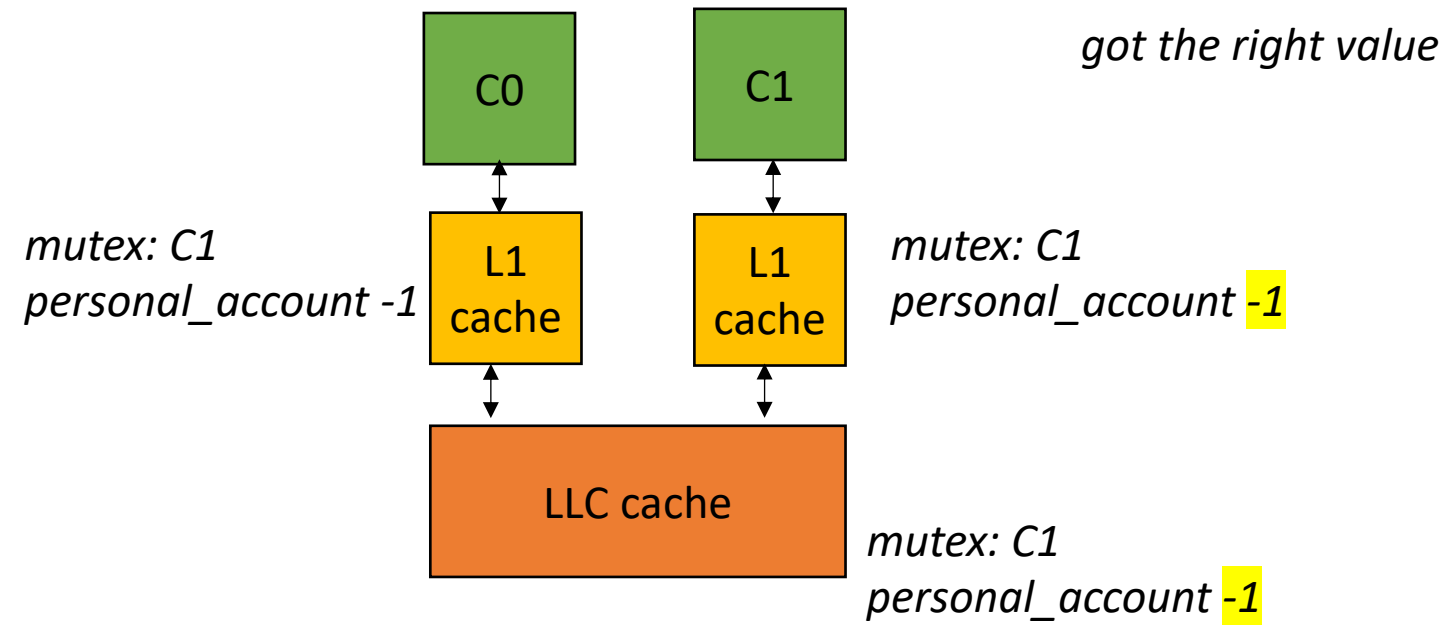 got the right value
C0
C1
mutex: C1
personal_account -1
L1
cache
L1
cache
mutex: C1
personal_account -1
LLC cache
mutex: C1
personal_account -1